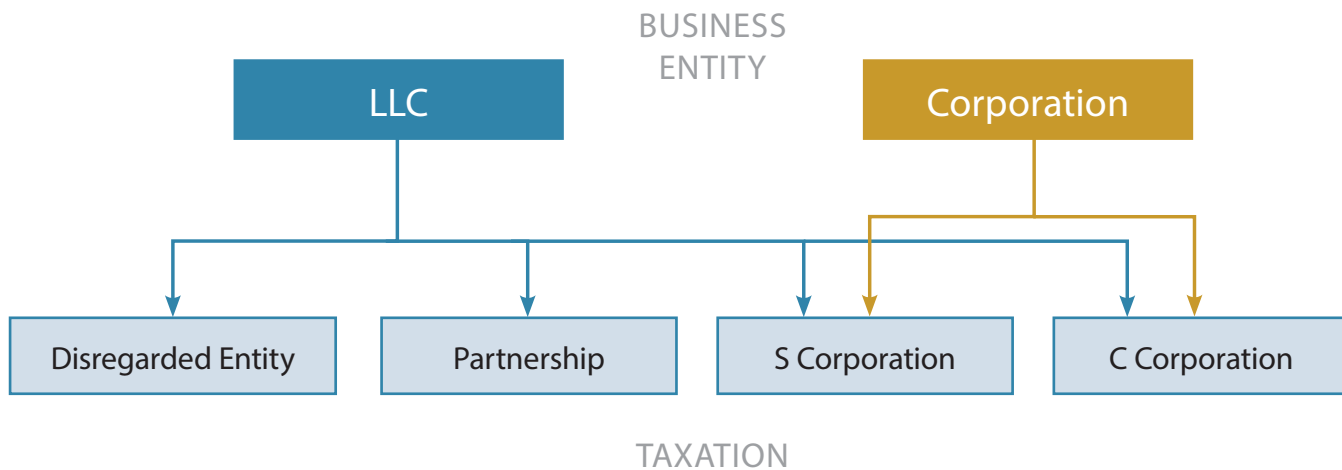 BUSINESS
ENTITY
LLC
Corporation
Disregarded Entity
Partnership
S Corporation
C Corporation
TAXATION